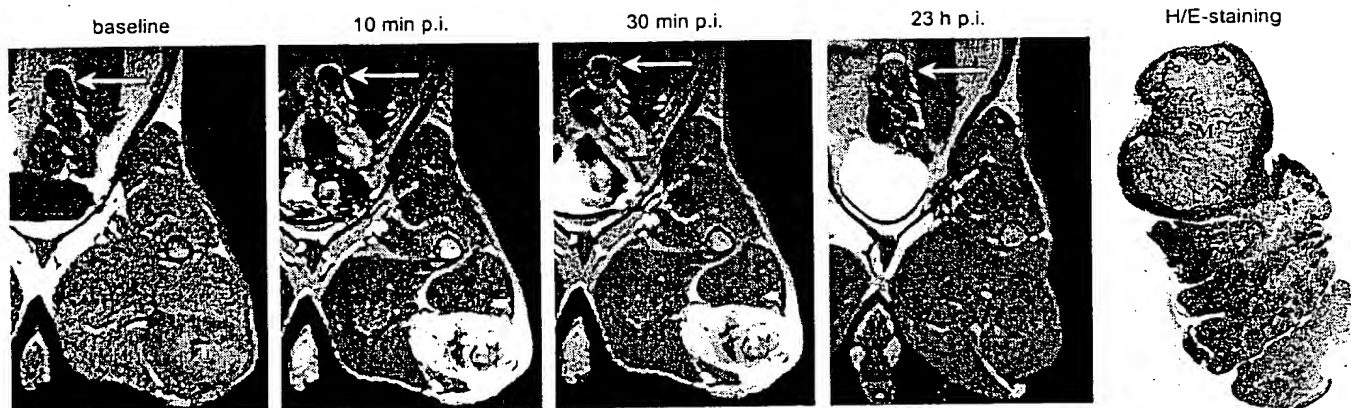 baseline
10 min p.i.
30 min p.i.
23 h p.i.
H/E-staining
M
T